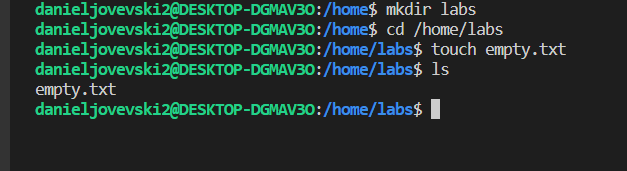 danieljovevski2@DESKTOP-DGMAV3O:/home$ mkdir labs
danieljovevski2@DESKTOP-DGMAV3O:/home$ cd /home/labs
danieljovevski2@DESKTOP-DGMAV3O:/home/labs$ touch empty.txt
danieljovevski2@DESKTOP-DGMAV3O:/home/labs$ ls
empty.txt
danieljovevski2@DESKTOP-DGMAV3O:/home/labs$